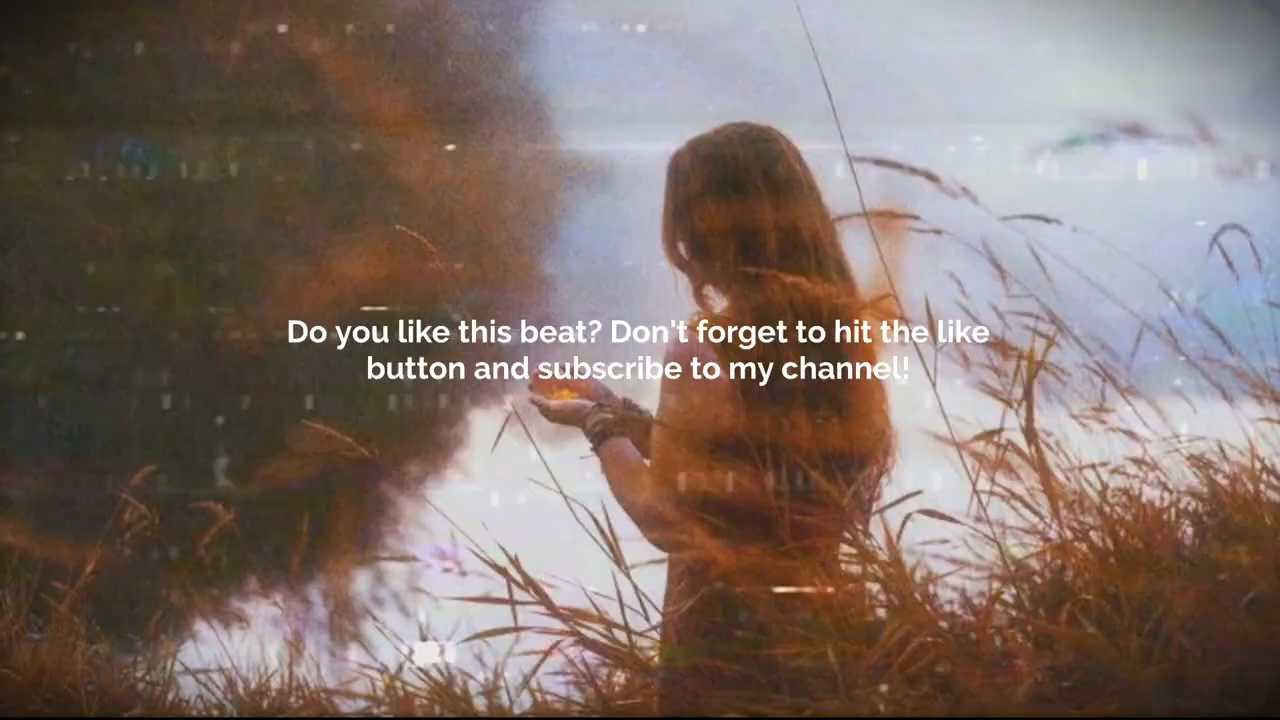 Do you like this beat? Don't forget to hit the like
button and subscribe to my channel!